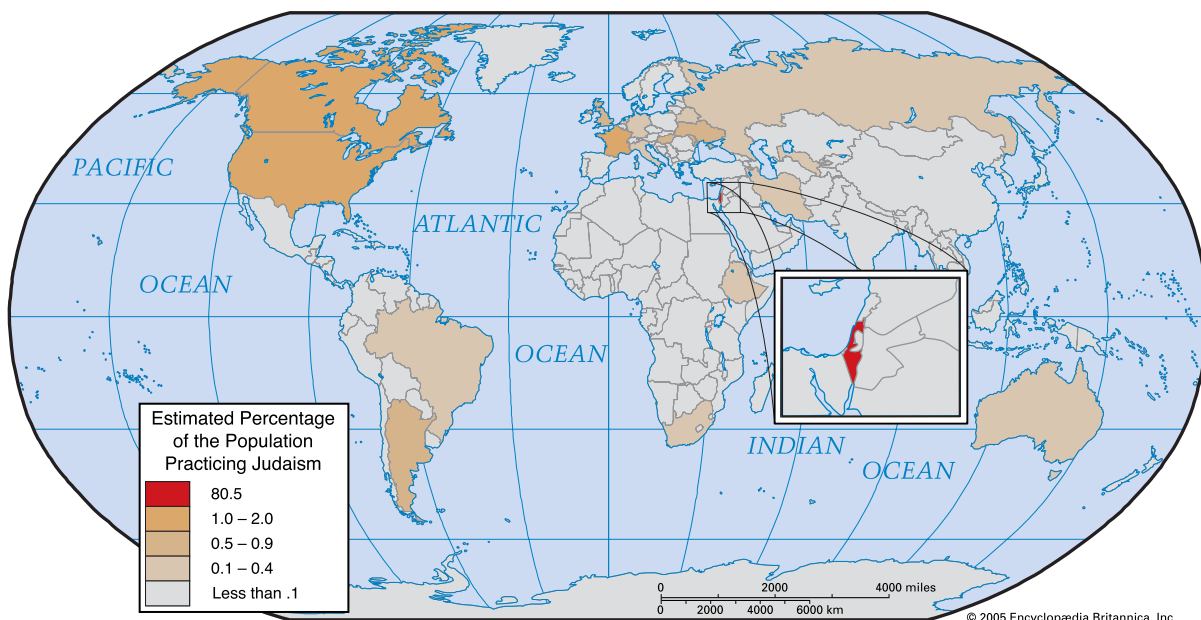 PACIFIC
OCEAN
ATLANTIC
OCEAN
INDIAN
OCEAN
Estimated Percentage
of the Population
Practicing Judaism
80.5
1.0 – 2.0
0.5 – 0.9
0.1 – 0.4
Less than .1
0 2000 4000 miles
0 2000 4000 6000 km
© 2005 Encyclopædia Britannica, Inc.